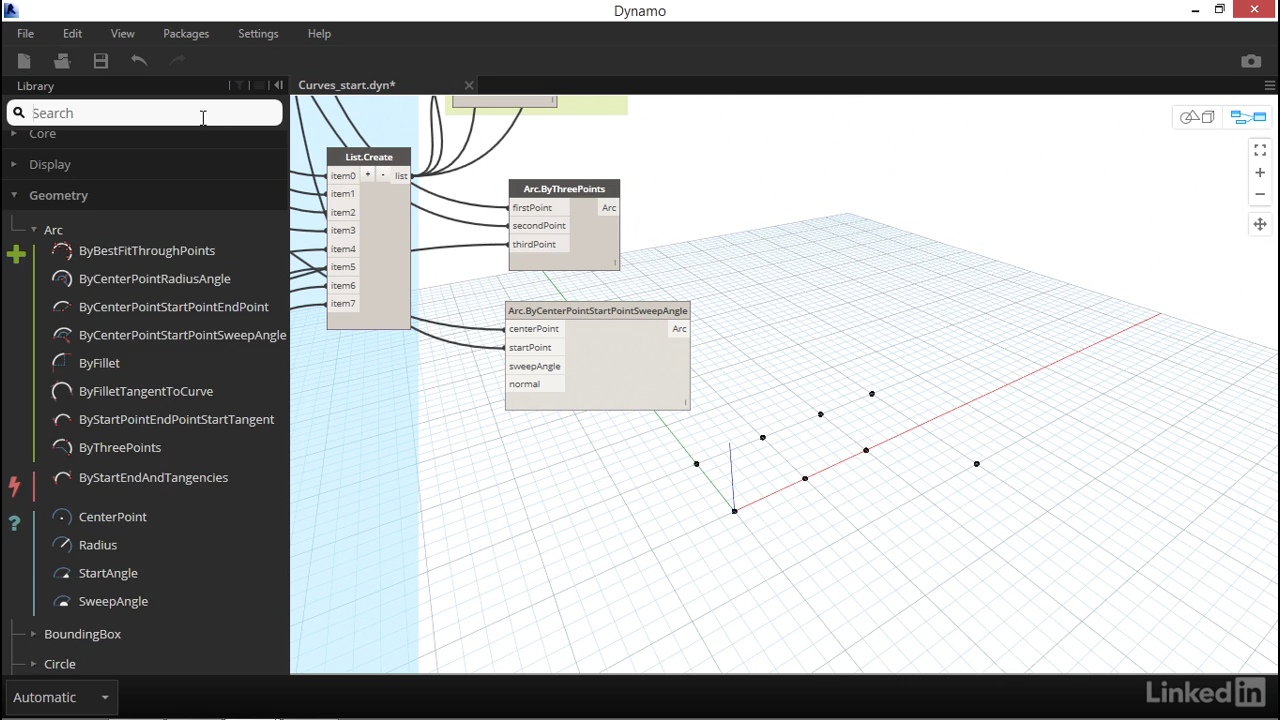 Dynamo
File Edit View Packages Settings Help
Library
Curves_start.dyn*
Search
Core
Display
Geometry
Arc
ByBestFitThroughPoints
ByCenterPointRadiusAngle
ByCenterPointStartPointEndPoint
ByCenterPointStartPointSweepAngle
ByFillet
ByFilletTangentToCurve
ByStartPointEndPointStartTangent
ByThreePoints
ByStartEndAndTangencies
CenterPoint
Radius
StartAngle
SweepAngle
BoundingBox
Circle
Automatic
List.Create
item0 + - list
item1
item2
item3
item4
item5
item6
item7
Arc.ByThreePoints
firstPoint Arc
secondPoint
thirdPoint
Arc.ByCenterPointStartPointSweepAngle
centerPoint Arc
startPoint
sweepAngle
normal
LinkedIn